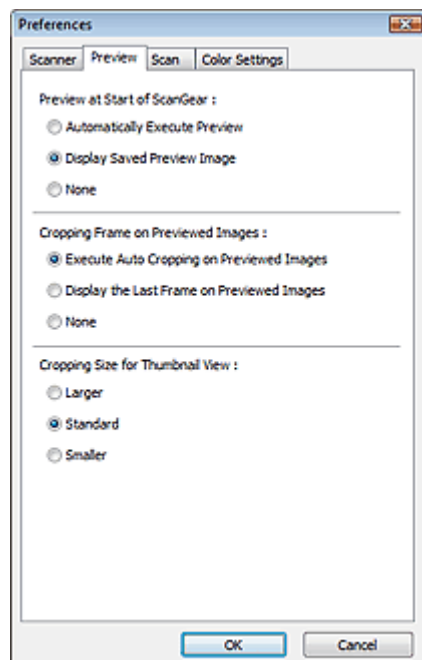 Preferences
Scanner Preview Scan Color Settings
Preview at Start of ScanGear :
Automatically Execute Preview
Display Saved Preview Image
None
Cropping Frame on Previewed Images :
Execute Auto Cropping on Previewed Images
Display the Last Frame on Previewed Images
None
Cropping Size for Thumbnail View :
Larger
Standard
Smaller
OK Cancel